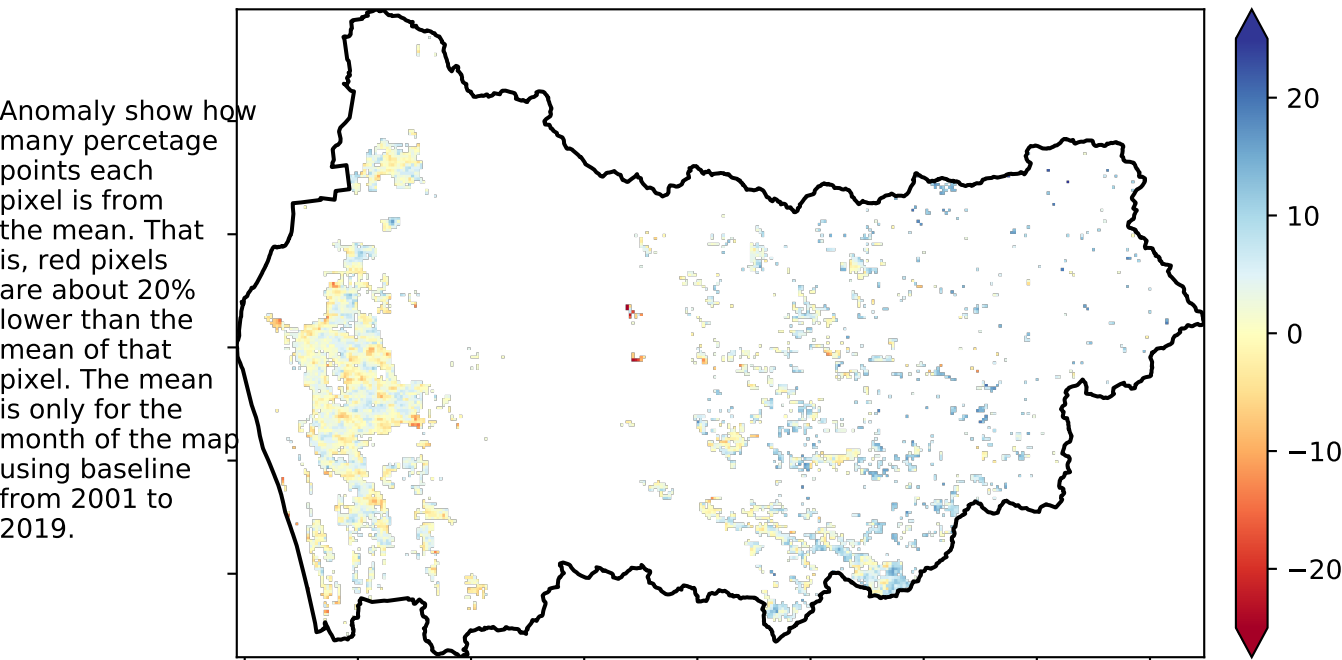 Anomaly show how
many percetage
points each
pixel is from
the mean. That
is, red pixels
are about 20%
lower than the
mean of that
pixel. The mean
is only for the
month of the map
using baseline
from 2001 to
2019.
20
10
0
−10
−20